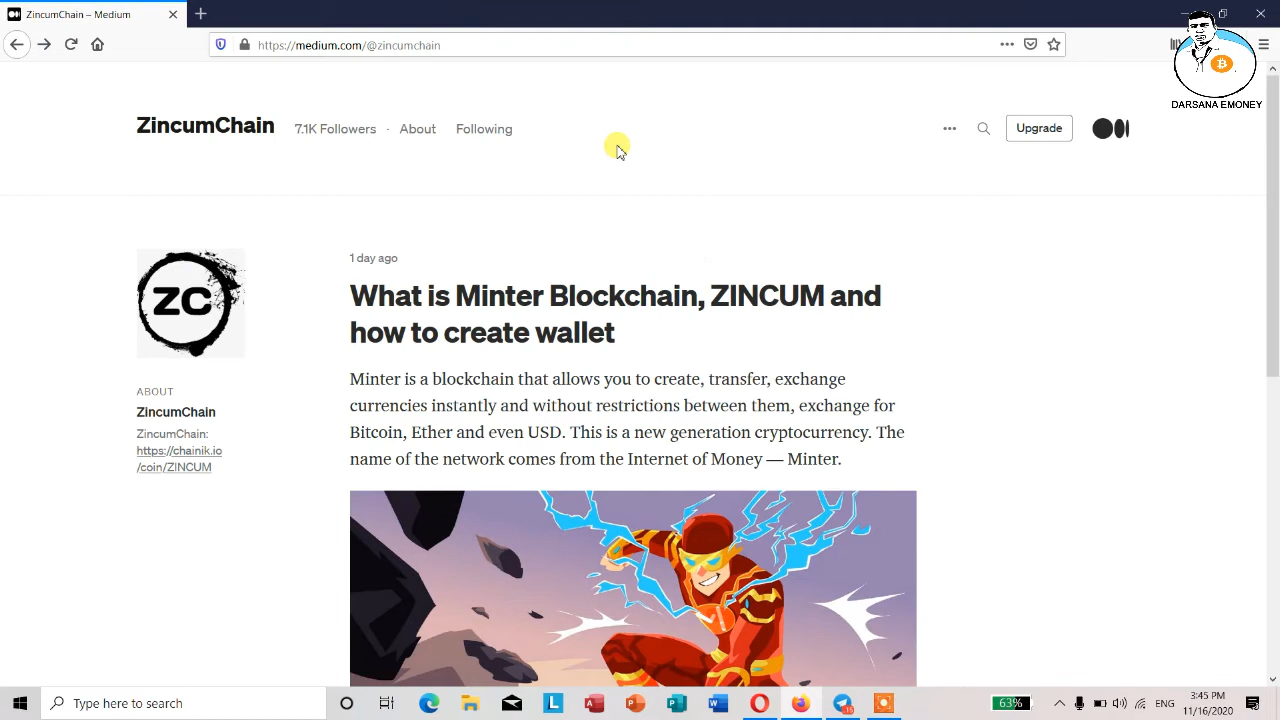 ZincumChain – Medium
https://medium.com/@zincumchain
DARSANA EMONEY
ZincumChain 7.1K Followers · About Following Upgrade
ZC
1 day ago
What is Minter Blockchain, ZINCUM and
how to create wallet
Minter is a blockchain that allows you to create, transfer, exchange
currencies instantly and without restrictions between them, exchange for
Bitcoin, Ether and even USD. This is a new generation cryptocurrency. The
name of the network comes from the Internet of Money — Minter.
ABOUT
ZincumChain
ZincumChain:
https://chainik.io
/coin/ZINCUM
Type here to search
15
63%
ENG
3:45 PM
11/16/2020